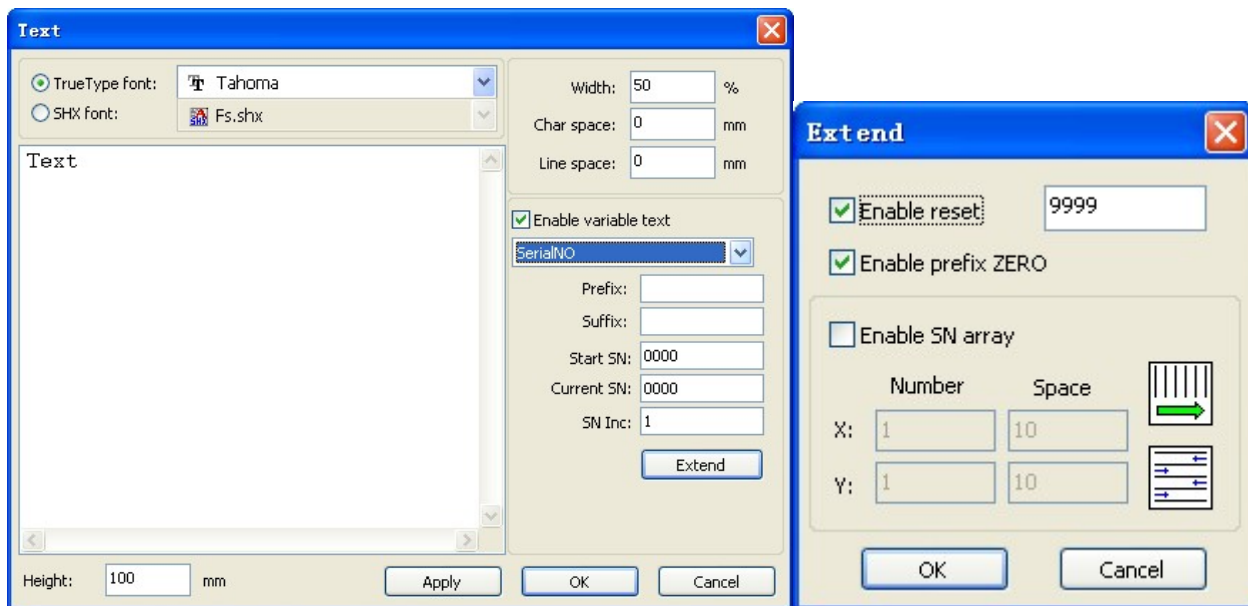 Text
TrueType font: Tahoma
SHX font: Fs.shx
Text
Width: 50 %
Char space: 0 mm
Line space: 0 mm
Enable variable text
SerialNO
Prefix:
Suffix:
Start SN: 0000
Current SN: 0000
SN Inc: 1
Extend
Height: 100 mm
Apply OK Cancel
Extend
Enable reset 9999
Enable prefix ZERO
Enable SN array
Number Space
X: 1 10
Y: 1 10
OK Cancel